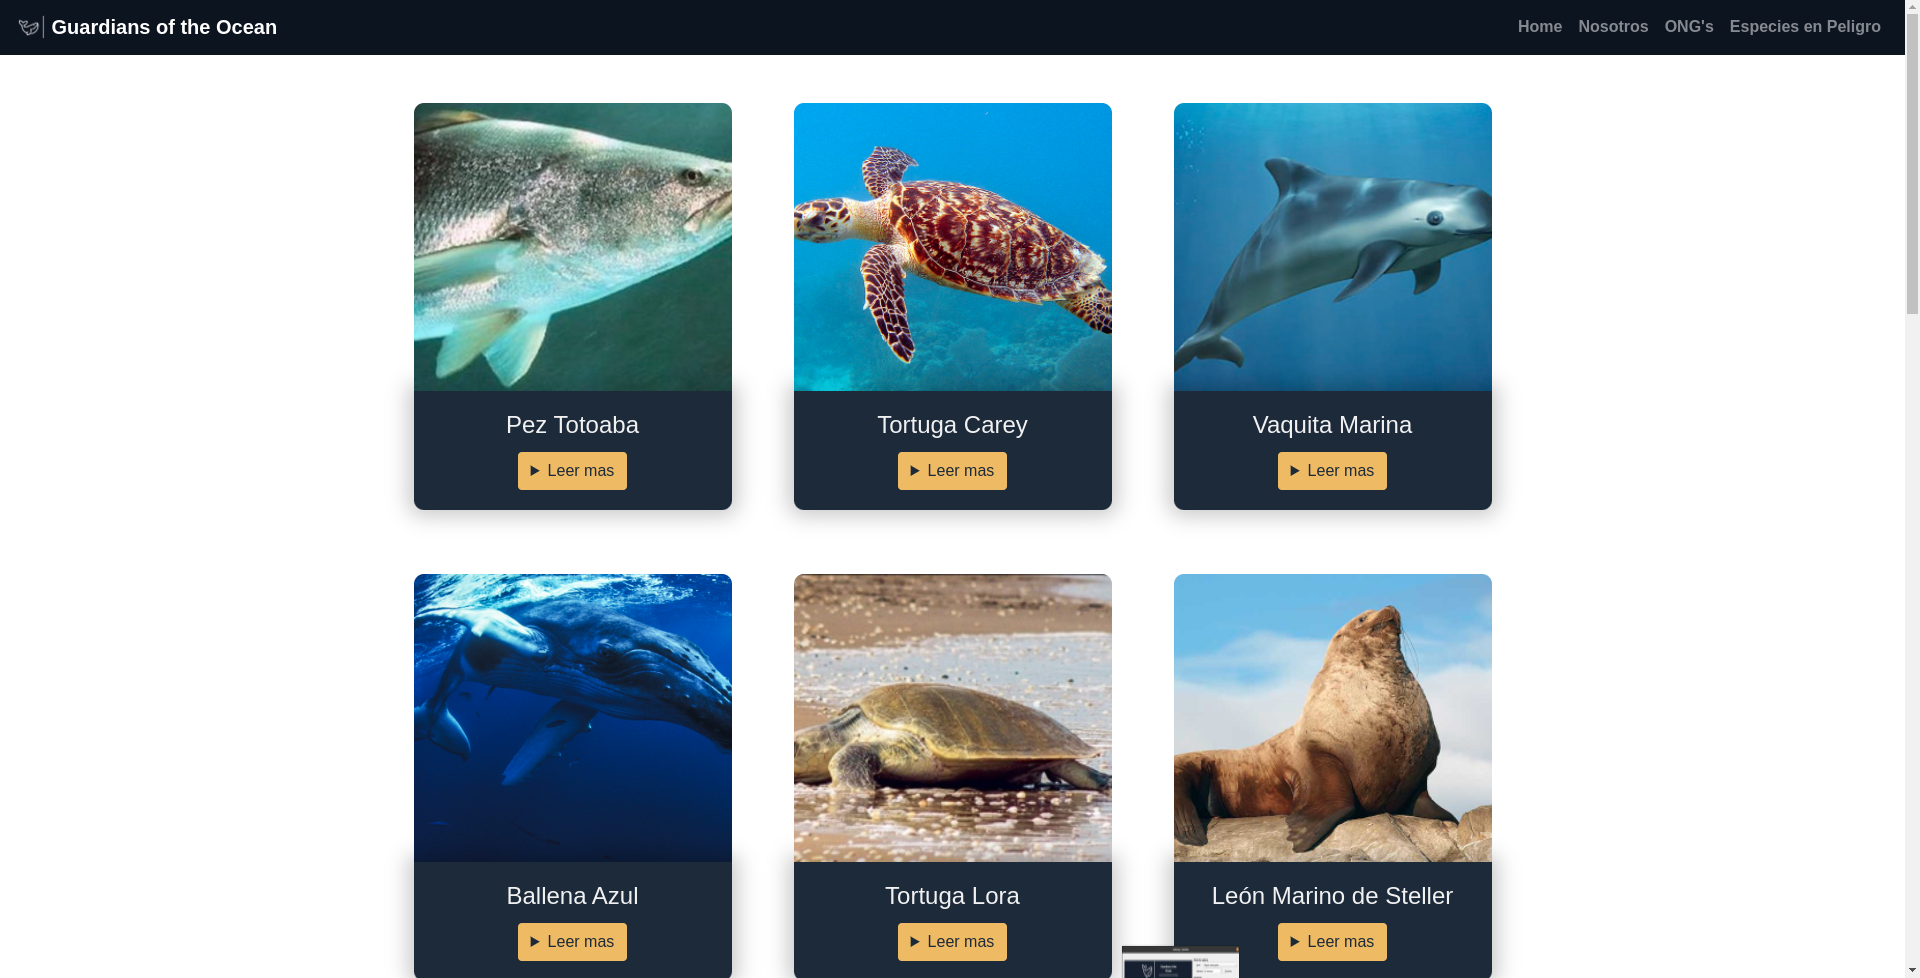 Guardians of the Ocean
Home Nosotros ONG's Especies en Peligro
Pez Totoaba
Leer mas
Tortuga Carey
Leer mas
Vaquita Marina
Leer mas
Ballena Azul
Leer mas
Tortuga Lora
Leer mas
León Marino de Steller
Leer mas